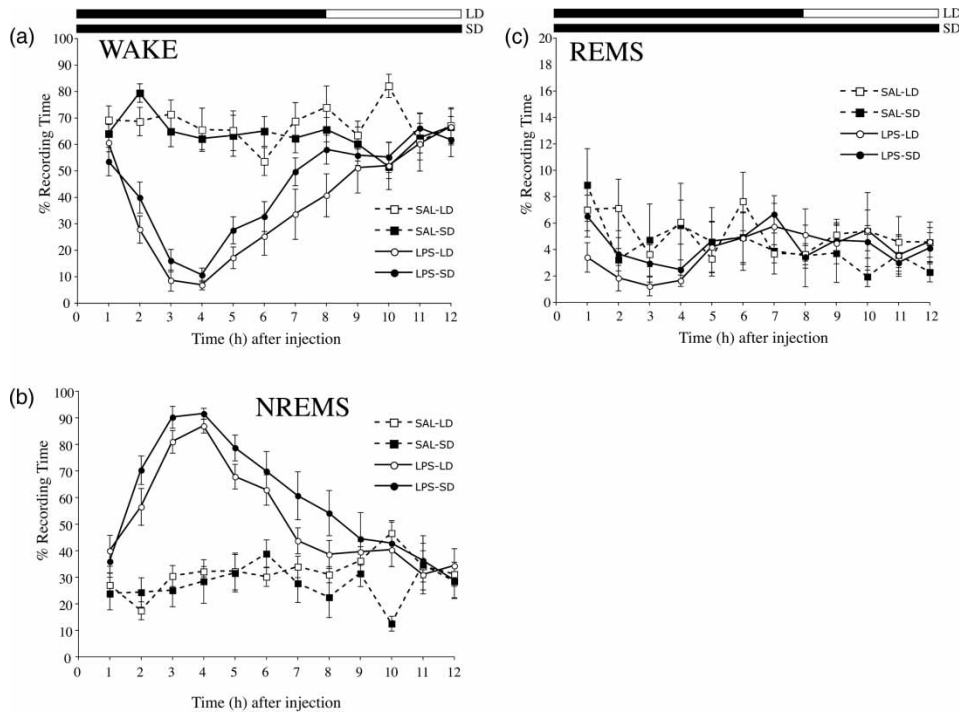 LD
SD
(a)
WAKE
% Recording Time
100
90
80
70
60
50
40
30
20
10
0
SAL-LD
SAL-SD
LPS-LD
LPS-SD
0 1 2 3 4 5 6 7 8 9 10 11 12
Time (h) after injection
(c)
REMS
% Recording Time
20
18
16
14
12
10
8
6
4
2
0
SAL-LD
SAL-SD
LPS-LD
LPS-SD
0 1 2 3 4 5 6 7 8 9 10 11 12
Time (h) after injection
(b)
NREMS
% Recording Time
100
90
80
70
60
50
40
30
20
10
0
SAL-LD
SAL-SD
LPS-LD
LPS-SD
0 1 2 3 4 5 6 7 8 9 10 11 12
Time (h) after injection